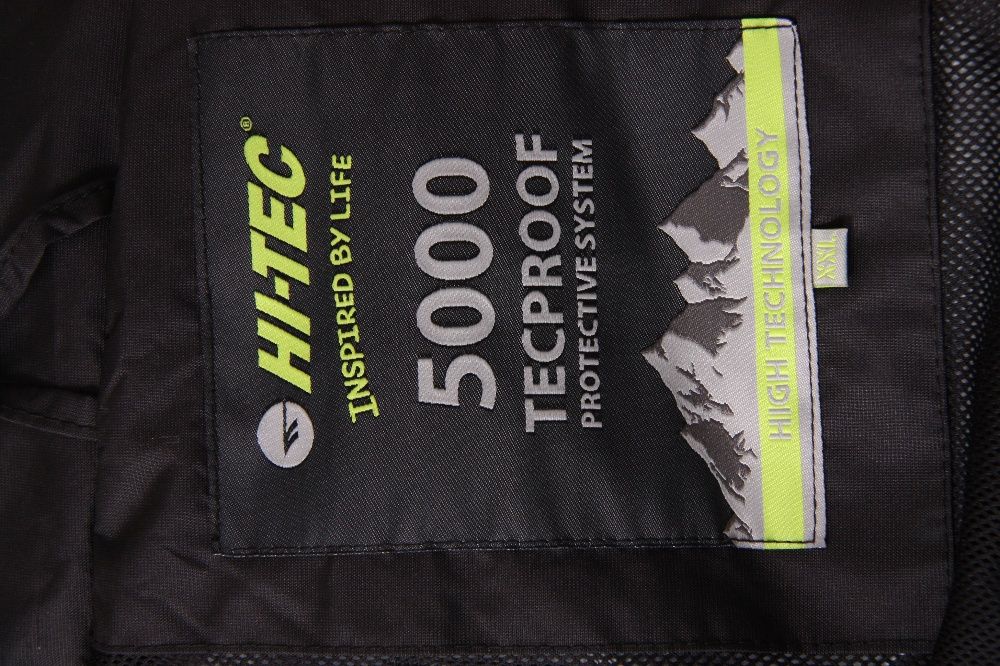 HI-TEC®
INSPIRED BY LIFE
5000
TECPROOF
PROTECTIVE SYSTEM
HIGH TECHNOLOGY
XXL